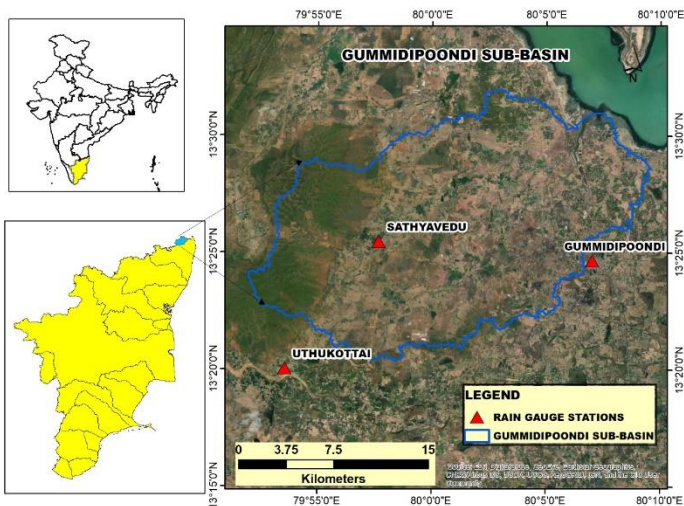 79°55'0"E
80°0'0"E
80°5'0"E
80°10'E
GUMMIDIPOONDI SUB-BASIN
N
13°30'0"N
13°30'0"N
SATHYAVEDU
GUMMIDIPOONDI
13°25'0"N
13°25'0"N
UTHUKOTTAI
13°20'0"N
13°20'0"N
LEGEND
RAIN GAUGE STATIONS
GUMMIDIPOONDI SUB-BASIN
0 3.75 7.5 15
Kilometers
13°15'0"N
79°55'0"E
80°0'0"E
80°5'0"E
80°10'0"E